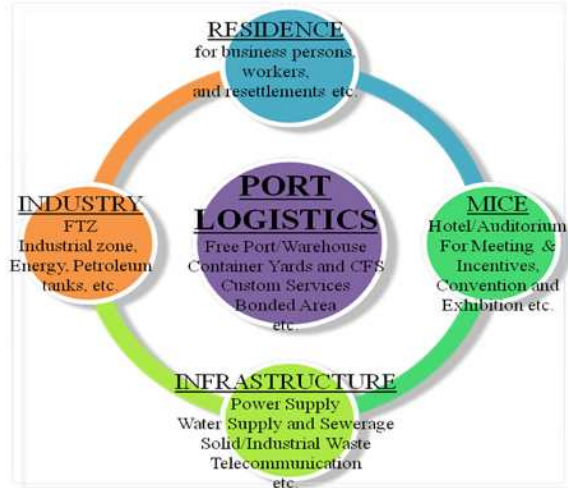 RESIDENCE
for business persons,
workers,
and resettlements etc.
INDUSTRY
FTZ
Industrial zone,
Energy, Petroleum
tanks, etc.
PORT
LOGISTICS
Free Port/Warehouse
Container Yards and CFS
Custom Services
Bonded Area
etc.
MICE
Hotel/Auditorium
For Meeting &
Incentives,
Convention and
Exhibition etc.
INFRASTRUCTURE
Power Supply
Water Supply and Sewerage
Solid/Industrial Waste
Telecommunication
etc.